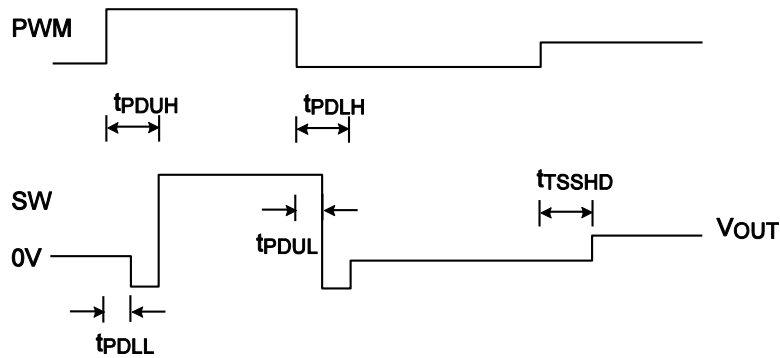 PWM
tPDUH
tPDLH
SW
tTSSHD
tPDUL
VOUT
0V
tPDLL